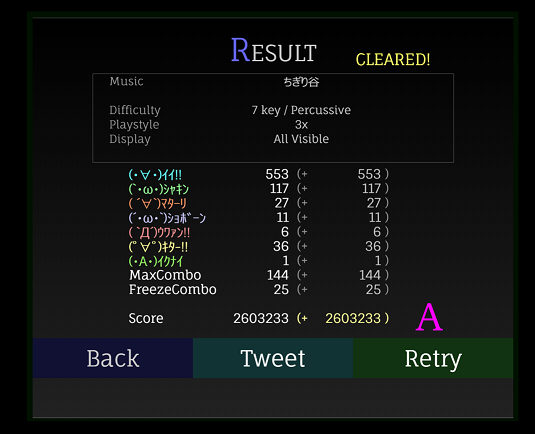 RESULT
CLEARED!
Music ちぎり谷
Difficulty 7 key / Percussive
Playstyle 3x
Display All Visible
(・∀・)ｲｲ!! 553 (+ 553 )
(`・ω・)ｼｬｷﾝ 117 (+ 117 )
( ´∀`)ﾏﾀｰﾘ 27 (+ 27 )
(´・ω・`)ｼｮﾎﾞｰﾝ 11 (+ 11 )
( `Д´)ｳﾜｧﾝ!! 6 (+ 6 )
(ﾟ∀ﾟ)ｷﾀｰ!! 36 (+ 36 )
(・A・)ｲｸﾅｲ 1 (+ 1 )
MaxCombo 144 (+ 144 )
FreezeCombo 25 (+ 25 )
Score 2603233 (+ 2603233 ) A
Back Tweet Retry